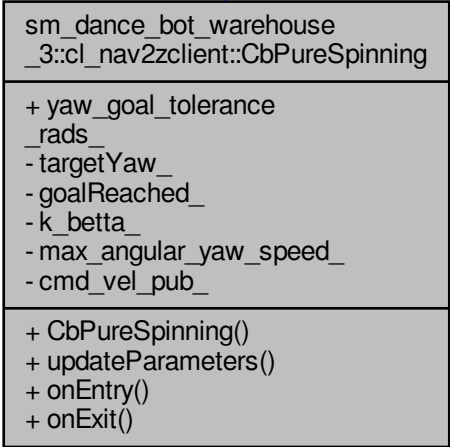 sm_dance_bot_warehouse
_3::cl_nav2zclient::CbPureSpinning
+ yaw_goal_tolerance
_rads_
- targetYaw_
- goalReached_
- k_betta_
- max_angular_yaw_speed_
- cmd_vel_pub_
+ CbPureSpinning()
+ updateParameters()
+ onEntry()
+ onExit()